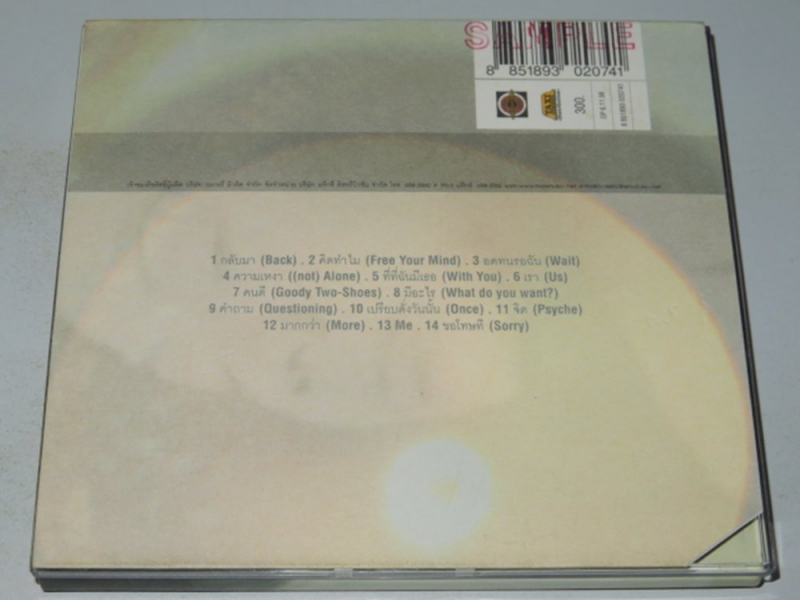 SAMPLE
8 851893 020741
TAXI
300.
1 กลับมา (Back) . 2 คิดทำไม (Free Your Mind) . 3 อดทนรอฉัน (Wait)
4 ความเหงา ((not) Alone) . 5 ที่ที่ฉันมีเธอ (With You) . 6 เรา (Us)
7 คนดี (Goody Two-Shoes) . 8 มีอะไร (What do you want?)
9 คำถาม (Questioning) . 10 เปรียบดังวันนั้น (Once) . 11 จิต (Psyche)
12 มากกว่า (More) . 13 Me . 14 ขอโทษที (Sorry)